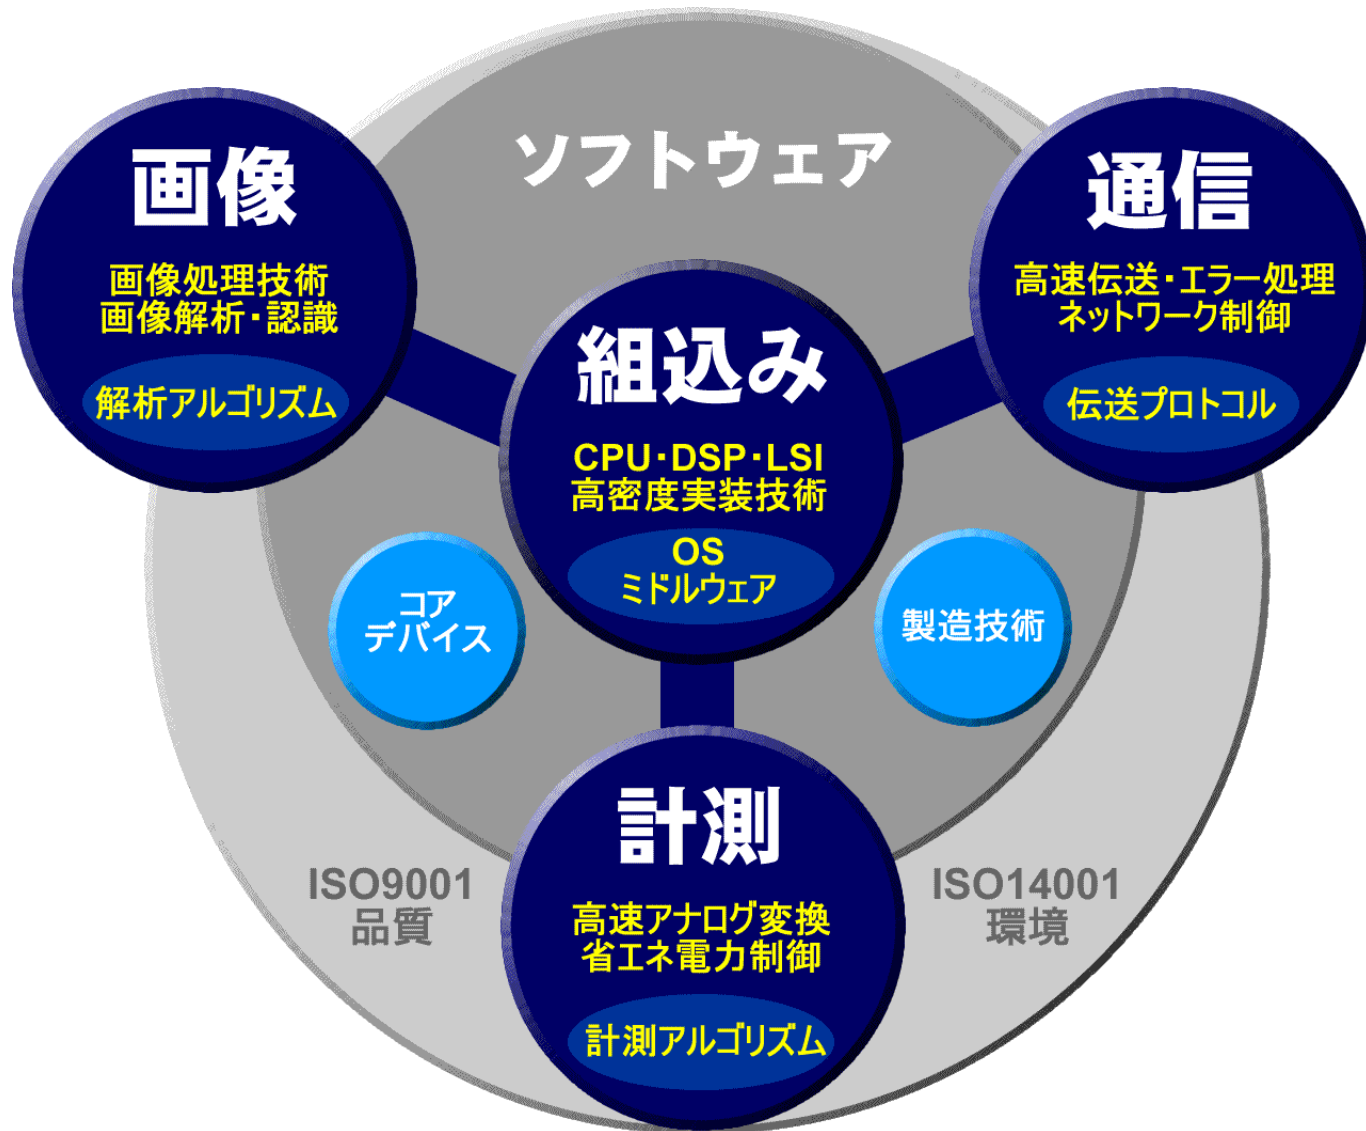 ソフトウェア
画像
画像処理技術
画像解析・認識
解析アルゴリズム
通信
高速伝送・エラー処理
ネットワーク制御
伝送プロトコル
組込み
CPU・DSP・LSI
高密度実装技術
OS
ミドルウェア
コア
デバイス
製造技術
計測
高速アナログ変換
省エネ電力制御
計測アルゴリズム
ISO9001
品質
ISO14001
環境